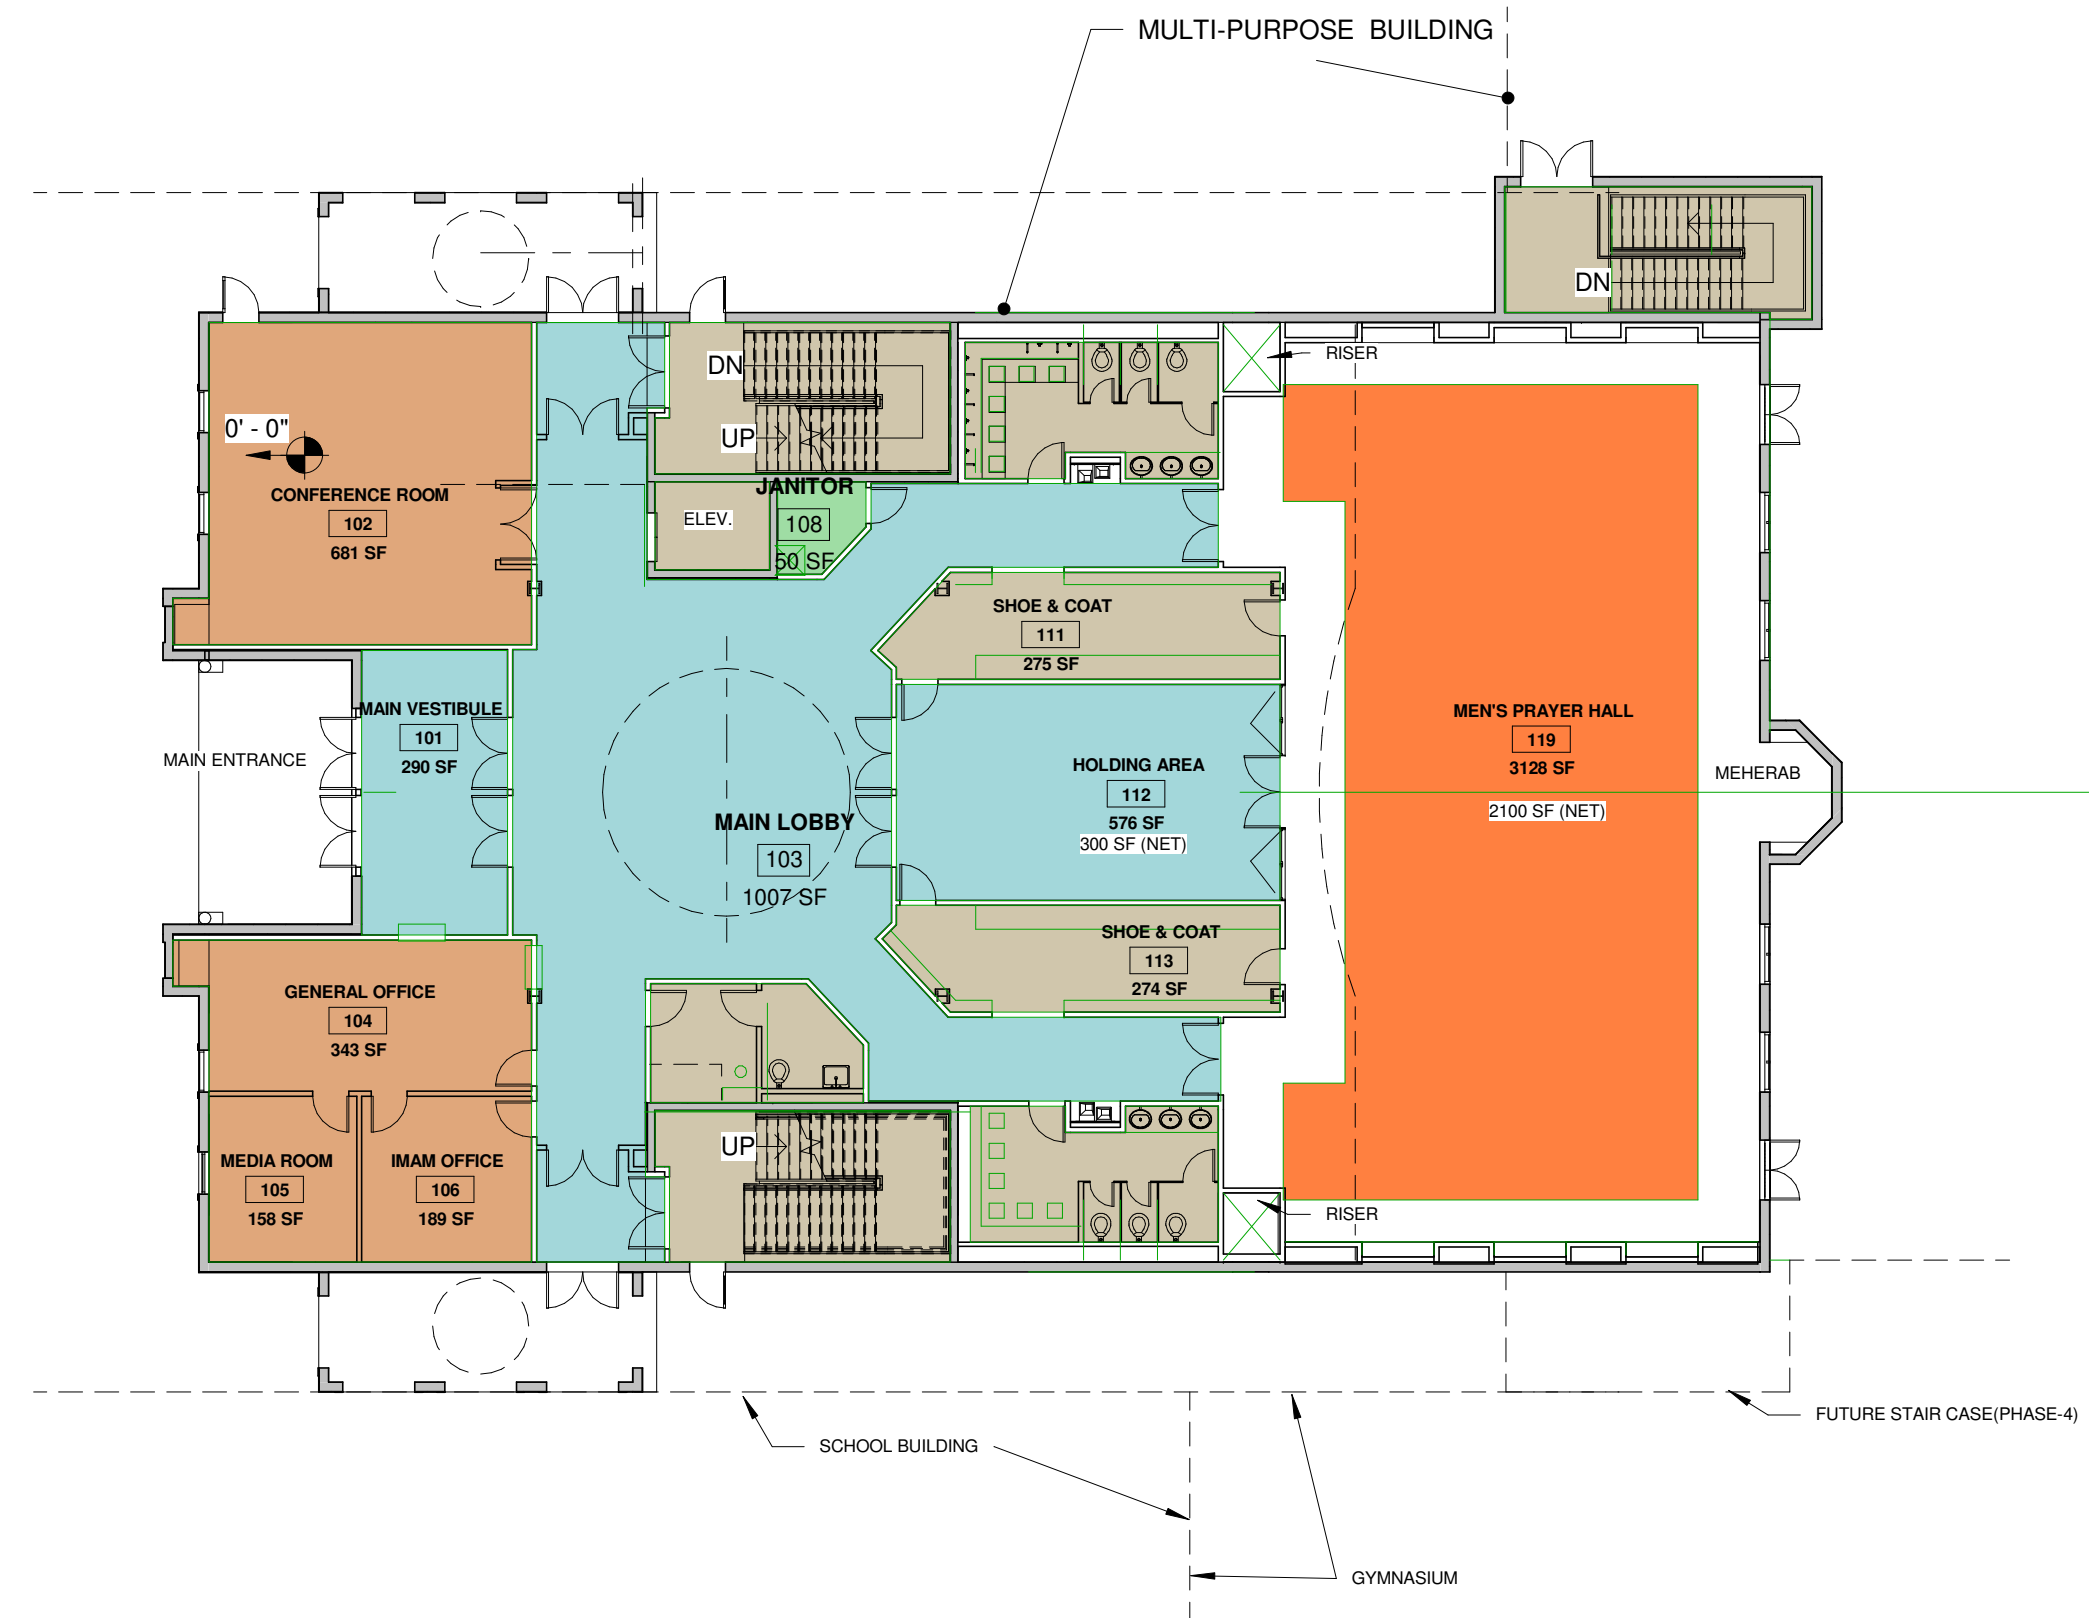 MULTI-PURPOSE BUILDING
DN
RISER
DN
0' - 0"
UP
CONFERENCE ROOM
102
681 SF
JANITOR
108
50 SF
ELEV.
SHOE & COAT
111
275 SF
MAIN VESTIBULE
101
290 SF
MAIN ENTRANCE
MEN'S PRAYER HALL
119
3128 SF
2100 SF (NET)
MEHERAB
HOLDING AREA
112
576 SF
300 SF (NET)
MAIN LOBBY
103
1007 SF
SHOE & COAT
113
274 SF
GENERAL OFFICE
104
343 SF
UP
MEDIA ROOM
105
158 SF
IMAM OFFICE
106
189 SF
RISER
FUTURE STAIR CASE(PHASE-4)
SCHOOL BUILDING
GYMNASIUM